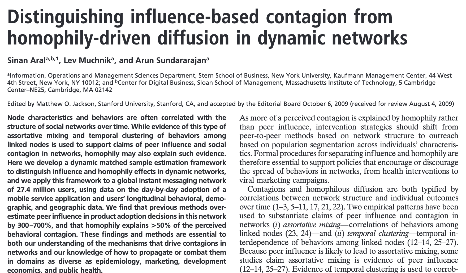 Distinguishing influence-based contagion from
homophily-driven diffusion in dynamic networks
Sinan Aral^a,b,1, Lev Muchnik^a, and Arun Sundararajan^a
^aInformation, Operations and Management Sciences Department, Stern School of Business, New York University, Kaufmann Management Center, 44 West
4th Street, New York, NY 10012; and ^bCenter for Digital Business, Sloan School of Management, Massachusetts Institute of Technology, 5 Cambridge
Center–NE25, Cambridge, MA 02142
Edited by Matthew O. Jackson, Stanford University, Stanford, CA, and accepted by the Editorial Board October 6, 2009 (received for review August 4, 2009)
Node characteristics and behaviors are often correlated with the
structure of social networks over time. While evidence of this type of
assortative mixing and temporal clustering of behaviors among
linked nodes is used to support claims of peer influence and social
contagion in networks, homophily may also explain such evidence.
Here we develop a dynamic matched sample estimation framework
to distinguish influence and homophily effects in dynamic networks,
and we apply this framework to a global instant messaging network
of 27.4 million users, using data on the day-by-day adoption of a
mobile service application and users' longitudinal behavioral, demo-
graphic, and geographic data. We find that previous methods over-
estimate peer influence in product adoption decisions in this network
by 300–700%, and that homophily explains >50% of the perceived
behavioral contagion. These findings and methods are essential to
both our understanding of the mechanisms that drive contagions in
networks and our knowledge of how to propagate or combat them
in domains as diverse as epidemiology, marketing, development
economics, and public health.
As more of a perceived contagion is explained by homophily rather
than peer influence, intervention strategies should shift from
peer-to-peer methods based on network structure to outreach
based on population segmentation across individuals' characteris-
tics. Formal procedures for separating influence and homophily are
therefore essential to support policies that encourage or discourage
the spread of behaviors in networks, from health interventions to
viral marketing campaigns.
Contagions and homophilous diffusion are both typified by
correlations between network structure and individual outcomes
over time (1–3, 5–11, 17, 21, 22). Two empirical patterns have been
used to substantiate claims of peer influence and contagion in
networks (i) assortative mixing—correlations of behaviors among
linked nodes (23, 24)—and (ii) temporal clustering—temporal in-
terdependence of behaviors among linked nodes (12–14, 25–27).
Because peer influence is likely to lead to assortative mixing, some
studies claim assortative mixing is evidence of peer influence
(12–14, 25–27). Evidence of temporal clustering is used to corrob-